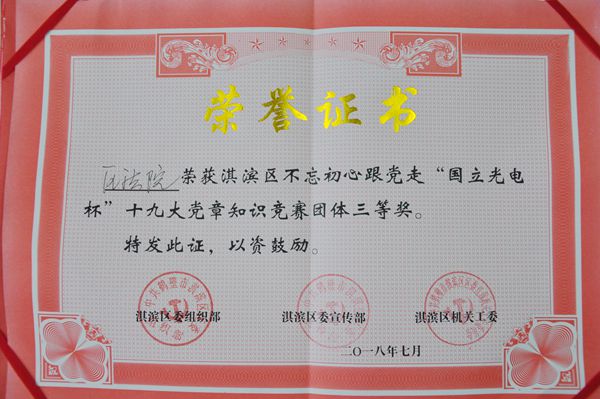 荣誉证书
区法院荣获淇滨区不忘初心跟党走“国立光电
杯”十九大党章知识竞赛团体三等奖。
特发此证，以资鼓励。
淇滨区委组织部 淇滨区委宣传部 淇滨区机关工委
二〇一八年七月